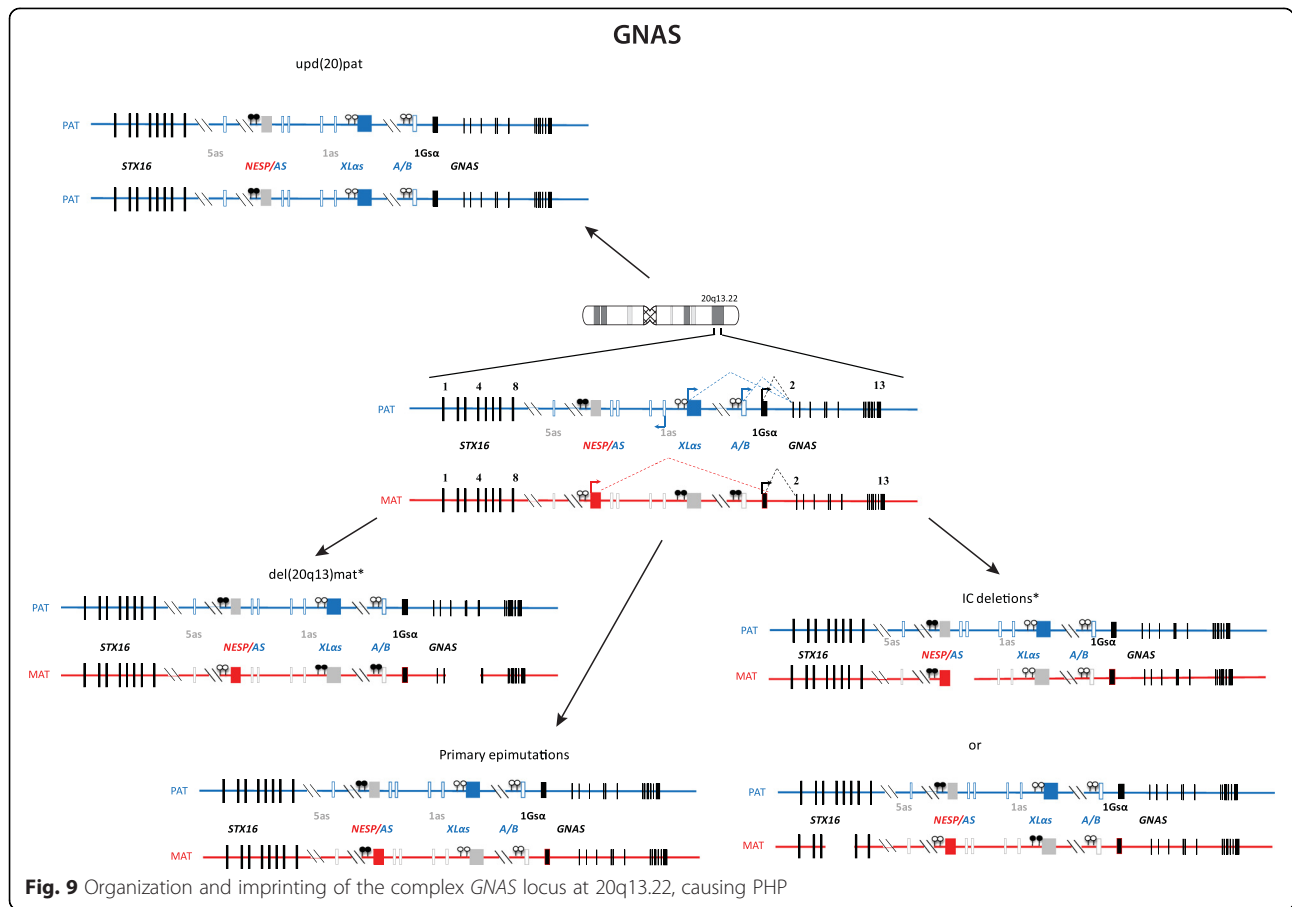 GNAS
upd(20)pat
PAT
5as 1as 1Gsα
STX16 NESP/AS XLαs A/B GNAS
PAT
20q13.22
1 4 8 2 13
PAT
5as 1as 1Gsα
STX16 NESP/AS XLαs A/B GNAS
1 4 8 2 13
MAT
del(20q13)mat*
PAT
5as 1as 1Gsα
STX16 NESP/AS XLαs A/B GNAS
MAT
IC deletions*
PAT
5as 1as 1Gsα
STX16 NESP/AS XLαs A/B GNAS
MAT
Primary epimutations
PAT
5as 1as 1Gsα
STX16 NESP/AS XLαs A/B GNAS
MAT
or
PAT
5as 1as 1Gsα
STX16 NESP/AS XLαs A/B GNAS
MAT
Fig. 9 Organization and imprinting of the complex GNAS locus at 20q13.22, causing PHP